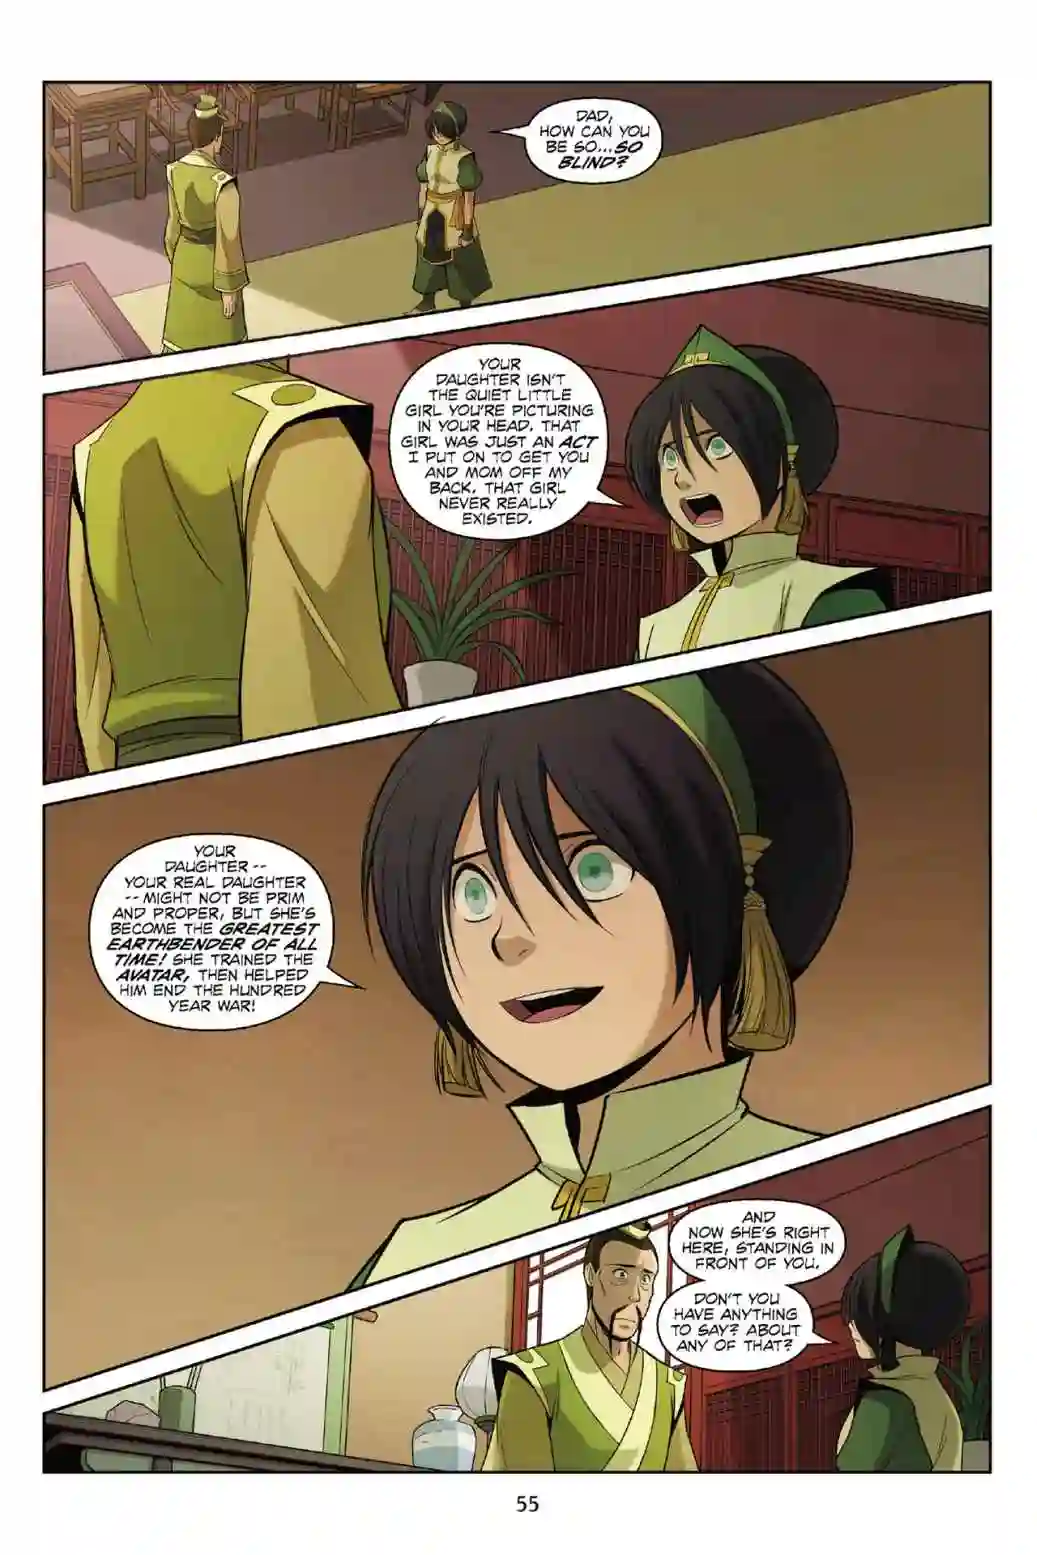 DAD,
HOW CAN YOU
BE SO...SO
BLIND?
YOUR
DAUGHTER ISN'T
THE QUIET LITTLE
GIRL YOU'RE PICTURING
IN YOUR HEAD. THAT
GIRL WAS JUST AN ACT
I PUT ON TO GET YOU
AND MOM OFF MY
BACK. THAT GIRL
NEVER REALLY
EXISTED.
YOUR
DAUGHTER --
YOUR REAL DAUGHTER
-- MIGHT NOT BE PRIM
AND PROPER, BUT SHE'S
BECOME THE GREATEST
EARTHBENDER OF ALL
TIME! SHE TRAINED THE
AVATAR, THEN HELPED
HIM END THE HUNDRED
YEAR WAR!
AND
NOW SHE'S RIGHT
HERE, STANDING IN
FRONT OF YOU.
DON'T YOU
HAVE ANYTHING
TO SAY? ABOUT
ANY OF THAT?
55